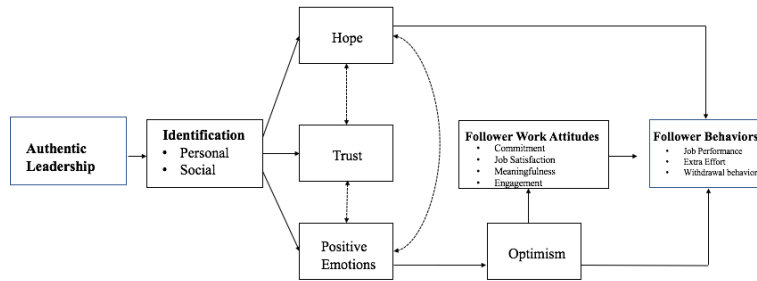 Hope
Authentic
Leadership
Identification
• Personal
• Social
Trust
Positive
Emotions
Follower Work Attitudes
• Commitment
• Job Satisfaction
• Meaningfulness
• Engagement
Optimism
Follower Behaviors
• Job Performance
• Extra Effort
• Withdrawal behavior